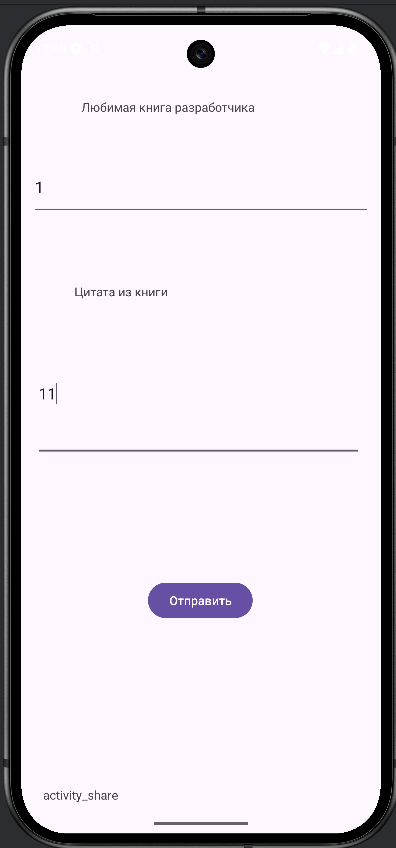 Любимая книга разработчика
1
Цитата из книги
11
Отправить
activity_share